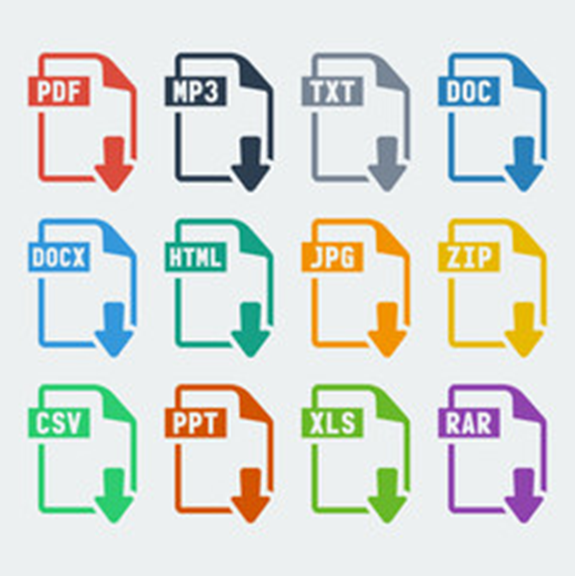 PDF MP3 TXT DOC
DOCX HTML JPG ZIP
CSV PPT XLS RAR